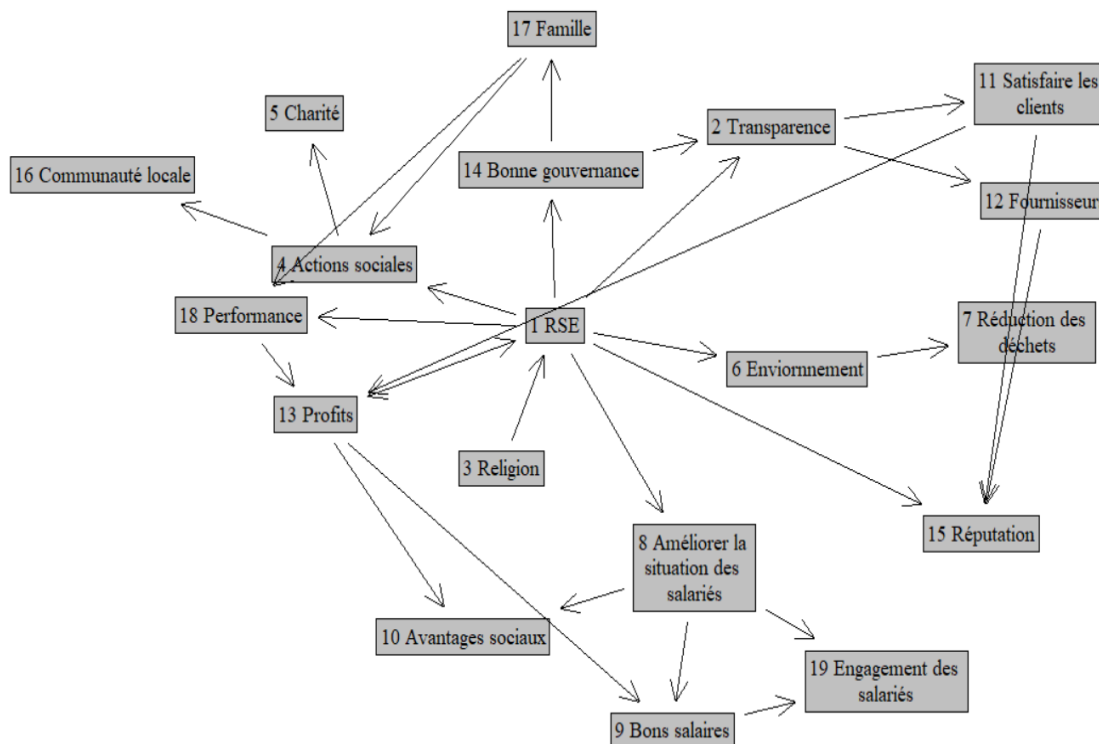 17 Famille
11 Satisfaire les
clients
5 Charité
2 Transparence
16 Communauté locale
14 Bonne gouvernance
12 Fournisseur
4 Actions sociales
18 Performance
1 RSE
7 Réduction des
déchets
6 Enviornnement
13 Profits
3 Religion
15 Réputation
8 Améliorer la
situation des
salariés
10 Avantages sociaux
19 Engagement des
salariés
9 Bons salaires